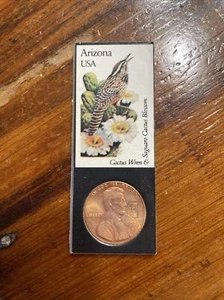 Arizona
USA
Cactus Wren &
Saguaro Cactus Blossom